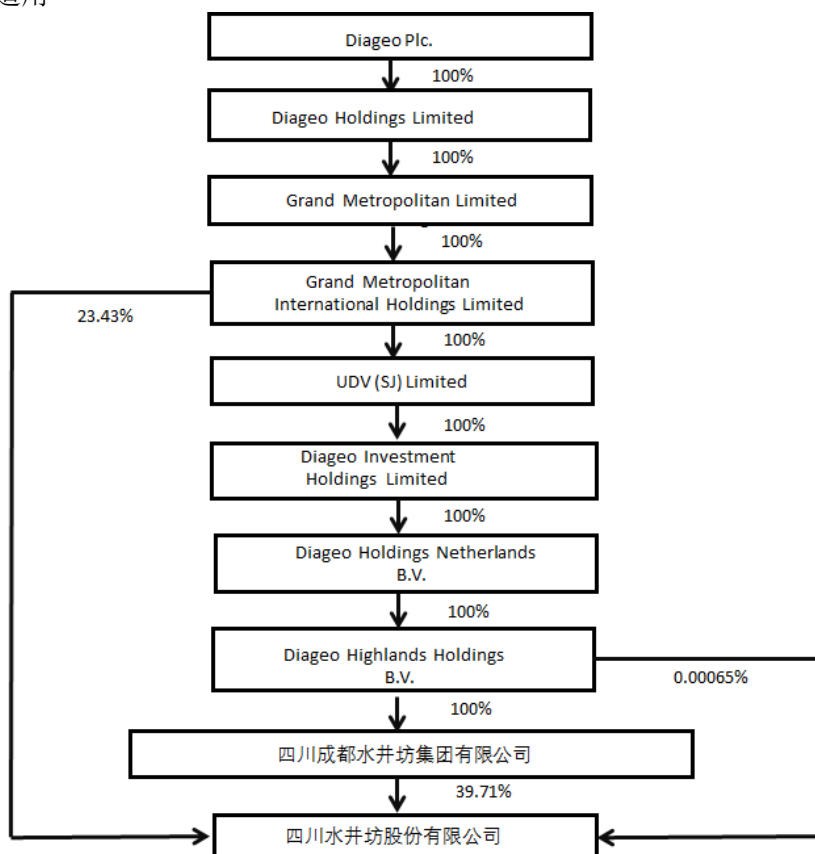 适用
Diageo Plc.
100%
Diageo Holdings Limited
100%
Grand Metropolitan Limited
100%
Grand Metropolitan
International Holdings Limited
23.43%
100%
UDV (SJ) Limited
100%
Diageo Investment
Holdings Limited
100%
Diageo Holdings Netherlands
B.V.
100%
Diageo Highlands Holdings
B.V.
0.00065%
100%
四川成都水井坊集团有限公司
39.71%
四川水井坊股份有限公司